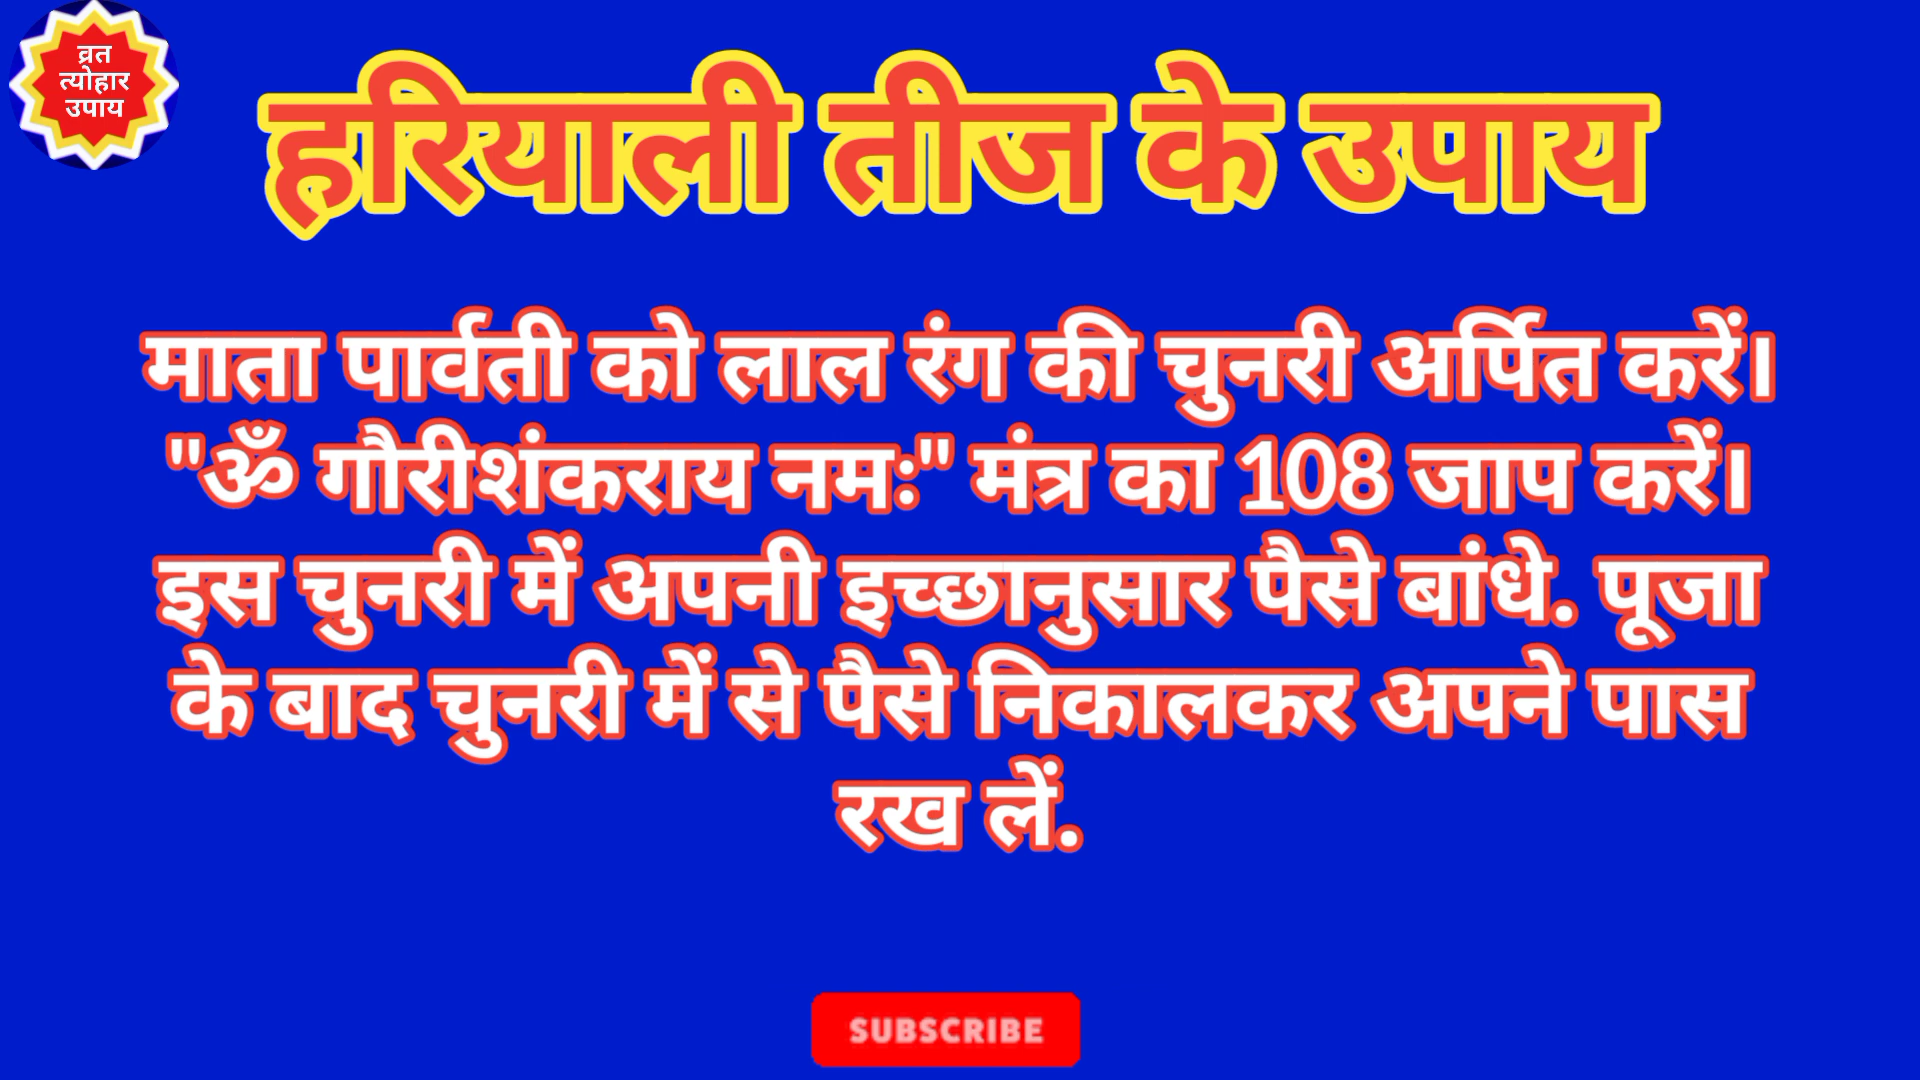 व्रत
त्योहार
उपाय
हरियाली तीज के उपाय
माता पार्वती को लाल रंग की चुनरी अर्पित करें।
"ॐ गौरीशंकराय नमः" मंत्र का 108 जाप करें।
इस चुनरी में अपनी इच्छानुसार पैसे बांधे. पूजा
के बाद चुनरी में से पैसे निकालकर अपने पास
रख लें.
SUBSCRIBE